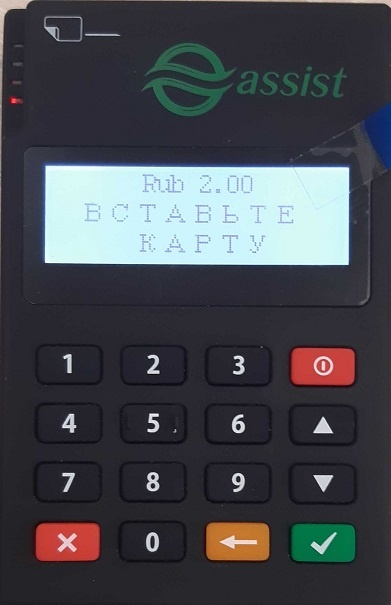 assist
Rub 2.00
ВСТАВЬТЕ
КАРТУ
1 2 3
4 5 6
7 8 9
0